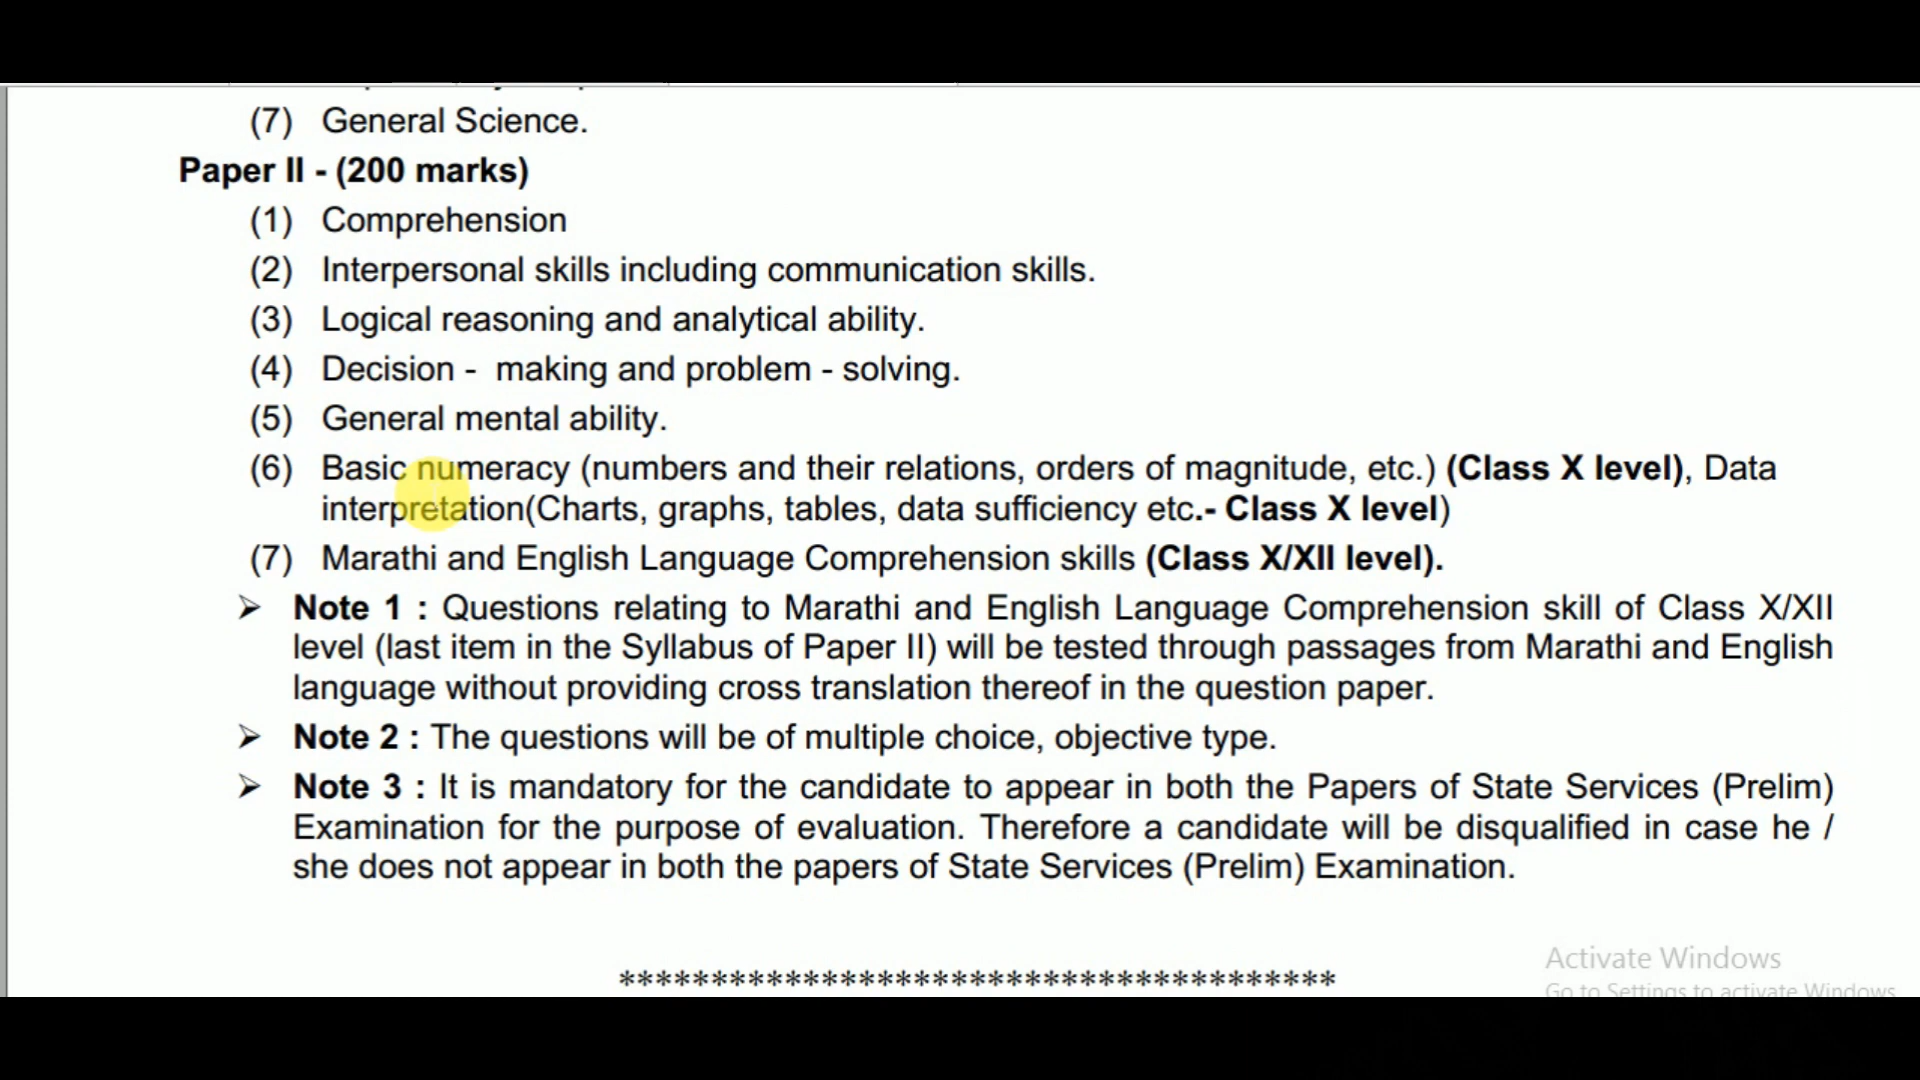 (7) General Science.
Paper II - (200 marks)
(1) Comprehension
(2) Interpersonal skills including communication skills.
(3) Logical reasoning and analytical ability.
(4) Decision - making and problem - solving.
(5) General mental ability.
(6) Basic numeracy (numbers and their relations, orders of magnitude, etc.) (Class X level), Data
interpretation(Charts, graphs, tables, data sufficiency etc.- Class X level)
(7) Marathi and English Language Comprehension skills (Class X/XII level).
➢ Note 1 : Questions relating to Marathi and English Language Comprehension skill of Class X/XII
level (last item in the Syllabus of Paper II) will be tested through passages from Marathi and English
language without providing cross translation thereof in the question paper.
➢ Note 2 : The questions will be of multiple choice, objective type.
➢ Note 3 : It is mandatory for the candidate to appear in both the Papers of State Services (Prelim)
Examination for the purpose of evaluation. Therefore a candidate will be disqualified in case he /
she does not appear in both the papers of State Services (Prelim) Examination.
***************************************
Activate Windows
Go to Settings to activate Windows